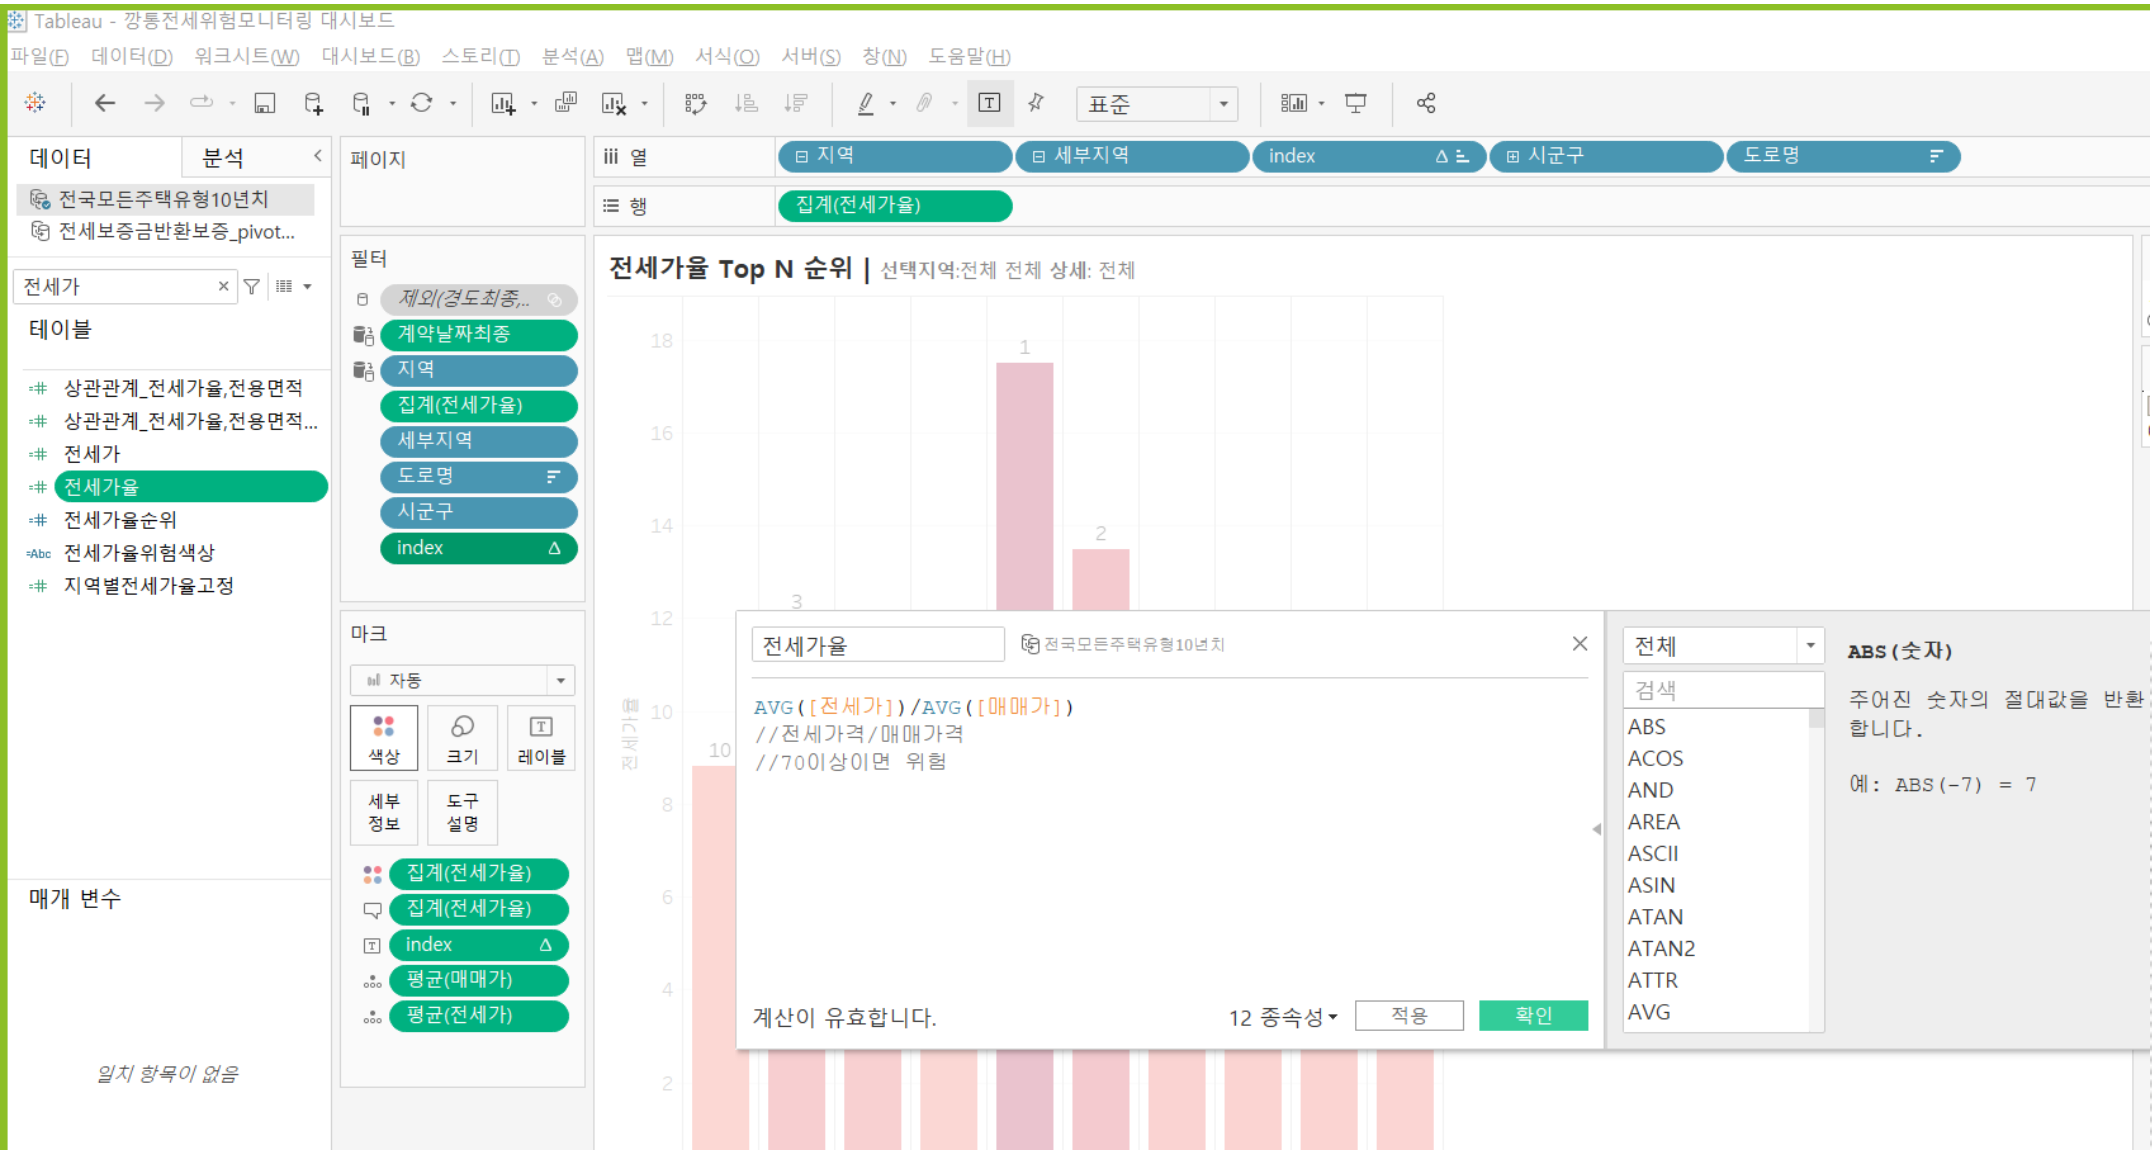 Tableau - 깡통전세위험모니터링 대시보드
파일(F) 데이터(D) 워크시트(W) 대시보드(B) 스토리(T) 분석(A) 맵(M) 서식(O) 서버(S) 창(N) 도움말(H)
표준
데이터 분석
전국모든주택유형10년치
전세보증금반환보증_pivot...
전세가
테이블
상관관계_전세가율,전용면적
상관관계_전세가율,전용면적...
전세가
전세가율
전세가율순위
Abc 전세가율위험색상
지역별전세가율고정
매개 변수
일치 항목이 없음
페이지
필터
제외(경도최종,..
계약날짜최종
지역
집계(전세가율)
세부지역
도로명
시군구
index
마크
자동
색상 크기 레이블
세부 정보 도구 설명
집계(전세가율)
집계(전세가율)
index
평균(매매가)
평균(전세가)
열 지역 세부지역 index 시군구 도로명
행 집계(전세가율)
전세가율 Top N 순위 | 선택지역:전체 전체 상세: 전체
18
16
14
12
10
8
6
4
2
전세가율
10
3
1
2
전세가율 전국모든주택유형10년치
AVG([전세가])/AVG([매매가])
//전세가격/매매가격
//70이상이면 위험
계산이 유효합니다. 12 종속성 적용 확인
전체
검색
ABS
ACOS
AND
AREA
ASCII
ASIN
ATAN
ATAN2
ATTR
AVG
ABS(숫자)
주어진 숫자의 절대값을 반환
합니다.
예: ABS(-7) = 7